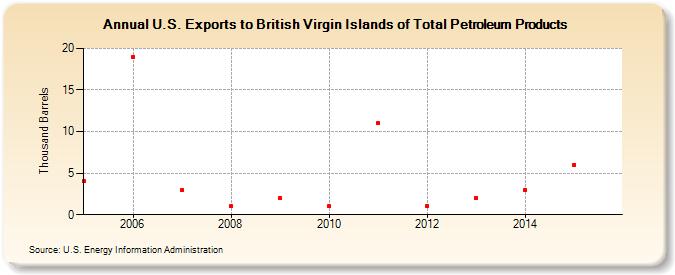 Annual U.S. Exports to British Virgin Islands of Total Petroleum Products
Thousand Barrels
20
15
10
5
0
2006 2008 2010 2012 2014
Source: U.S. Energy Information Administration